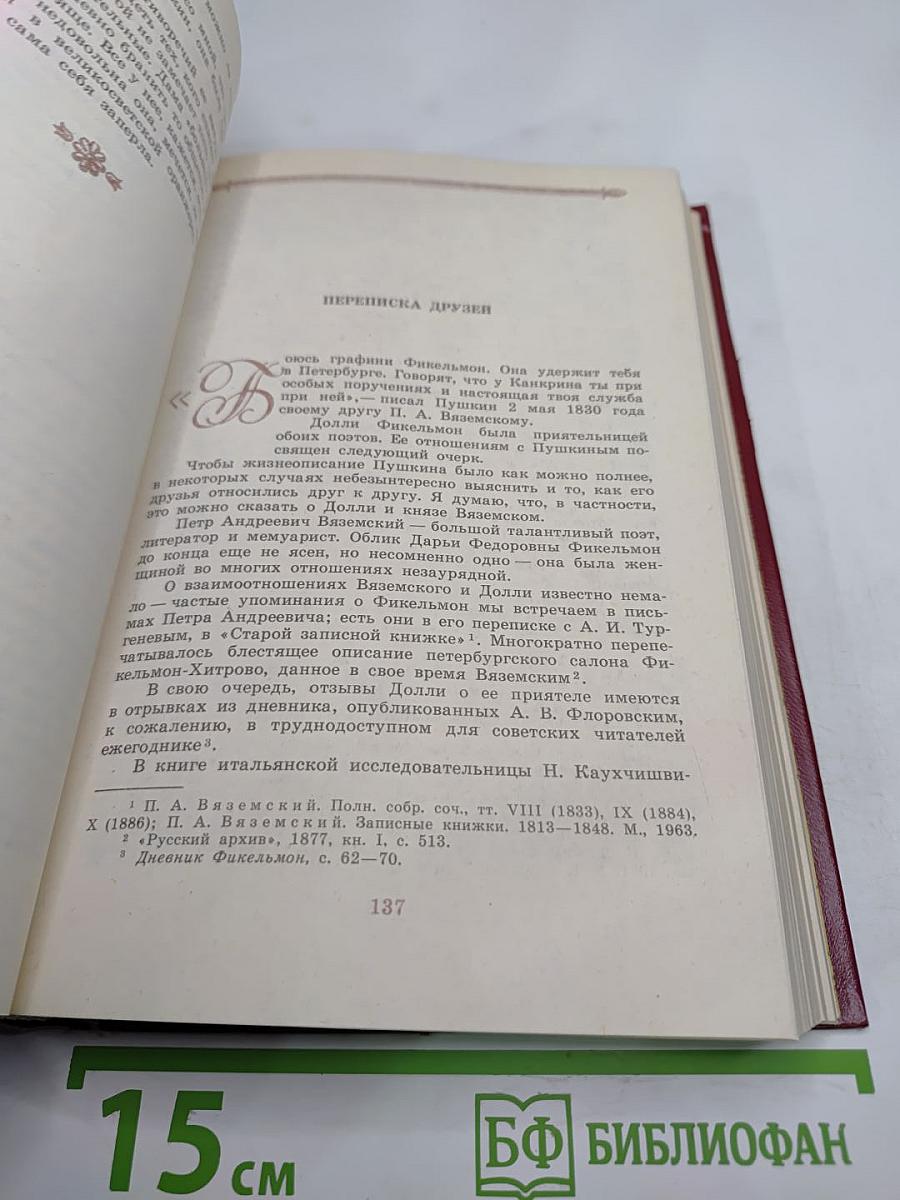 себя заперла.
ПЕРЕПИСКА ДРУЗЕЙ
«Боюсь графини Фикельмон. Она удержит тебя
в Петербурге. Говорят, что у Канкрина ты при
особых поручениях и настоящая твоя служба
при ней»,— писал Пушкин 2 мая 1830 года
своему другу П. А. Вяземскому.
Долли Фикельмон была приятельницей
обоих поэтов. Ее отношениям с Пушкиным по-
священ следующий очерк.
Чтобы жизнеописание Пушкина было как можно полнее,
в некоторых случаях небезынтересно выяснить и то, как его
друзья относились друг к другу. Я думаю, что, в частности,
это можно сказать о Долли и князе Вяземском.
Петр Андреевич Вяземский — большой талантливый поэт,
литератор и мемуарист. Облик Дарьи Федоровны Фикельмон
до конца еще не ясен, но несомненно одно — она была жен-
щиной во многих отношениях незаурядной.
О взаимоотношениях Вяземского и Долли известно нема-
ло — частые упоминания о Фикельмон мы встречаем в пись-
мах Петра Андреевича; есть они в его переписке с А. И. Тур-
геневым, в «Старой записной книжке»¹. Многократно перепе-
чатывалось блестящее описание петербургского салона Фи-
кельмон-Хитрово, данное в свое время Вяземским².
В свою очередь, отзывы Долли о ее приятеле имеются
в отрывках из дневника, опубликованных А. В. Флоровским,
к сожалению, в труднодоступном для советских читателей
ежегоднике³.
В книге итальянской исследовательницы Н. Каухчишви-
¹ П. А. Вяземский. Полн. собр. соч., тт. VIII (1833), IX (1884),
X (1886); П. А. Вяземский. Записные книжки. 1813—1848. М., 1963.
² «Русский архив», 1877, кн. I, с. 513.
³ Дневник Фикельмон, с. 62—70.
137
15 см
БФ БИБЛИОФАН